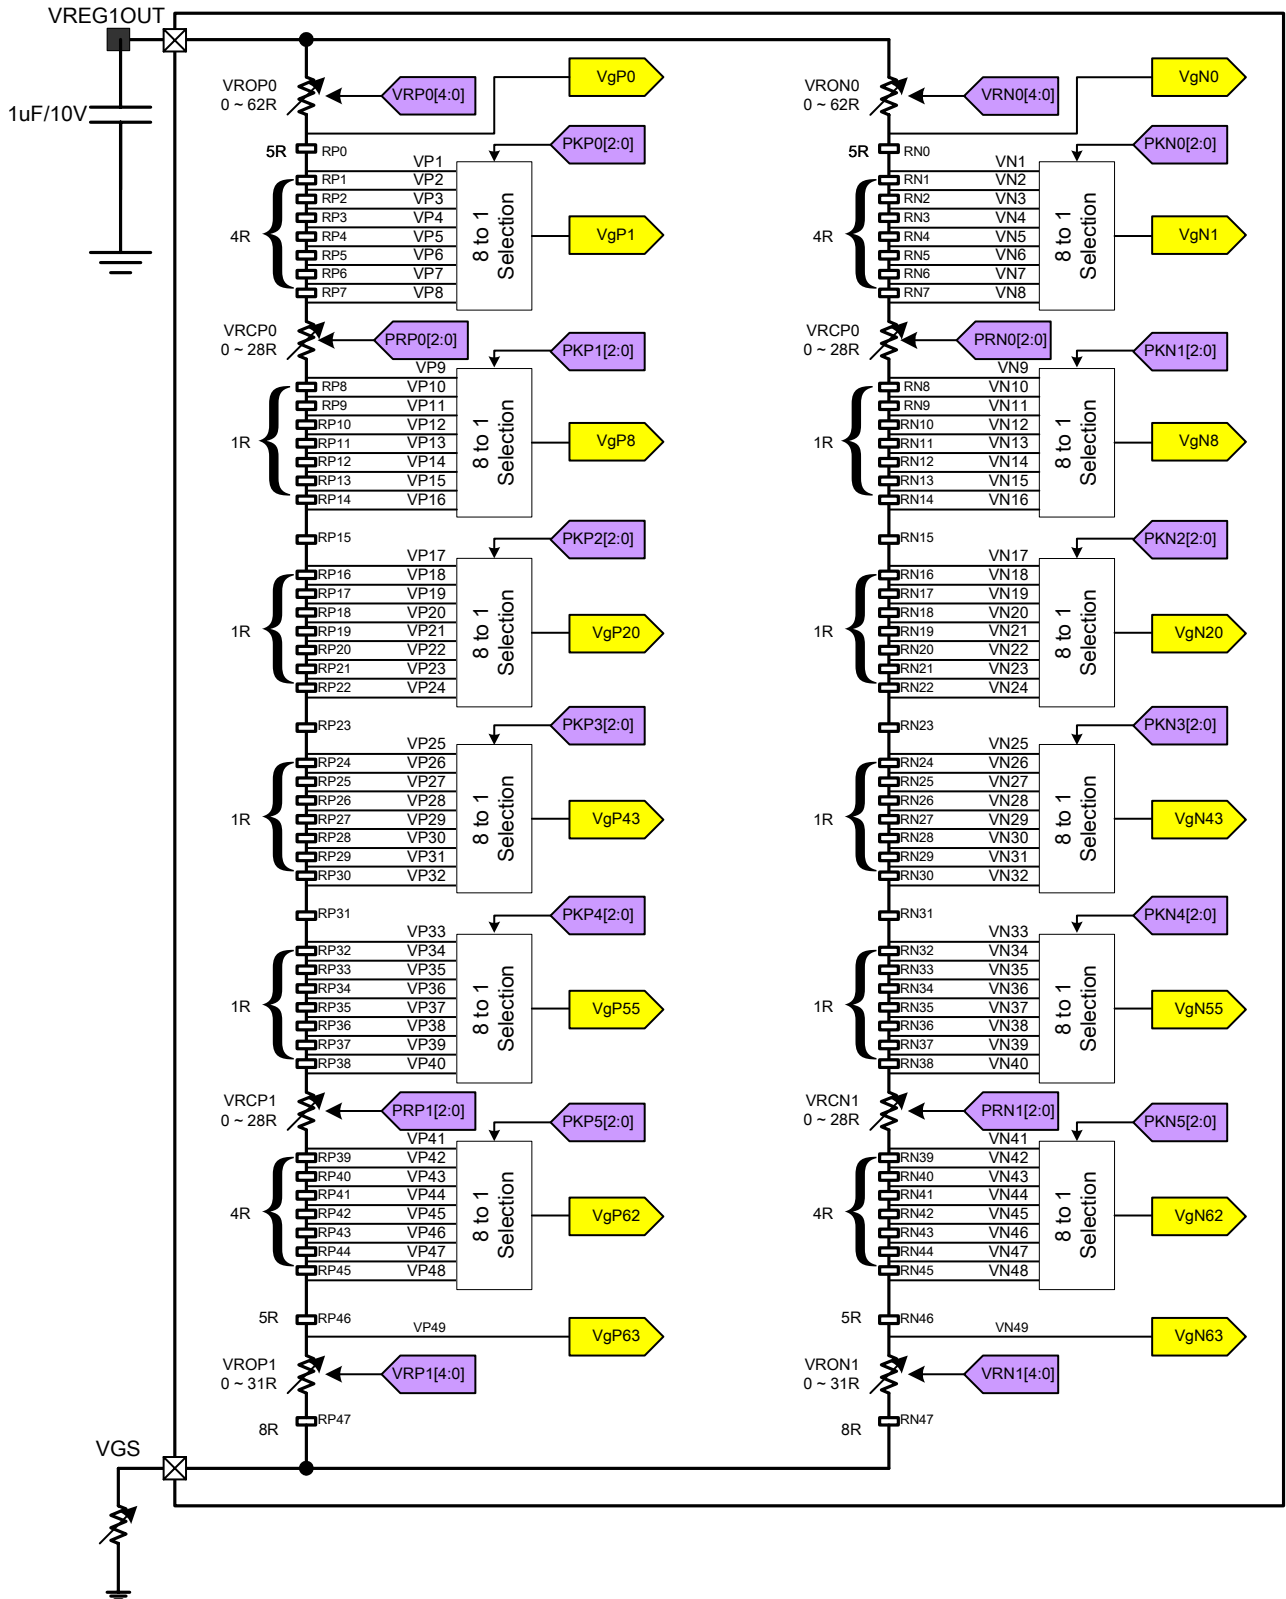 VREG1OUT
1uF/10V
VGS
VROP0
0 ~ 62R
VRP0[4:0]
VgP0
5R
RP0
PKP0[2:0]
VP1
RP1
VP2
RP2
VP3
RP3
VP4
4R
RP4
VP5
RP5
VP6
RP6
VP7
RP7
VP8
8 to 1
Selection
VgP1
VRCP0
0 ~ 28R
PRP0[2:0]
PKP1[2:0]
VP9
RP8
VP10
RP9
VP11
RP10
VP12
1R
RP11
VP13
RP12
VP14
RP13
VP15
RP14
VP16
8 to 1
Selection
VgP8
RP15
PKP2[2:0]
VP17
RP16
VP18
RP17
VP19
RP18
VP20
1R
RP19
VP21
RP20
VP22
RP21
VP23
RP22
VP24
8 to 1
Selection
VgP20
RP23
PKP3[2:0]
VP25
RP24
VP26
RP25
VP27
RP26
VP28
1R
RP27
VP29
RP28
VP30
RP29
VP31
RP30
VP32
8 to 1
Selection
VgP43
RP31
PKP4[2:0]
VP33
RP32
VP34
RP33
VP35
RP34
VP36
1R
RP35
VP37
RP36
VP38
RP37
VP39
RP38
VP40
8 to 1
Selection
VgP55
VRCP1
0 ~ 28R
PRP1[2:0]
PKP5[2:0]
VP41
RP39
VP42
RP40
VP43
RP41
VP44
4R
RP42
VP45
RP43
VP46
RP44
VP47
RP45
VP48
8 to 1
Selection
VgP62
5R
RP46
VP49
VgP63
VROP1
0 ~ 31R
VRP1[4:0]
8R
RP47
VRON0
0 ~ 62R
VRN0[4:0]
VgN0
5R
RN0
PKN0[2:0]
VN1
RN1
VN2
RN2
VN3
RN3
VN4
4R
RN4
VN5
RN5
VN6
RN6
VN7
RN7
VN8
8 to 1
Selection
VgN1
VRCP0
0 ~ 28R
PRN0[2:0]
PKN1[2:0]
VN9
RN8
VN10
RN9
VN11
RN10
VN12
1R
RN11
VN13
RN12
VN14
RN13
VN15
RN14
VN16
8 to 1
Selection
VgN8
RN15
PKN2[2:0]
VN17
RN16
VN18
RN17
VN19
RN18
VN20
1R
RN19
VN21
RN20
VN22
RN21
VN23
RN22
VN24
8 to 1
Selection
VgN20
RN23
PKN3[2:0]
VN25
RN24
VN26
RN25
VN27
RN26
VN28
1R
RN27
VN29
RN28
VN30
RN29
VN31
RN30
VN32
8 to 1
Selection
VgN43
RN31
PKN4[2:0]
VN33
RN32
VN34
RN33
VN35
RN34
VN36
1R
RN35
VN37
RN36
VN38
RN37
VN39
RN38
VN40
8 to 1
Selection
VgN55
VRCN1
0 ~ 28R
PRN1[2:0]
PKN5[2:0]
VN41
RN39
VN42
RN40
VN43
RN41
VN44
4R
RN42
VN45
RN43
VN46
RN44
VN47
RN45
VN48
8 to 1
Selection
VgN62
5R
RN46
VN49
VgN63
VRON1
0 ~ 31R
VRN1[4:0]
8R
RN47